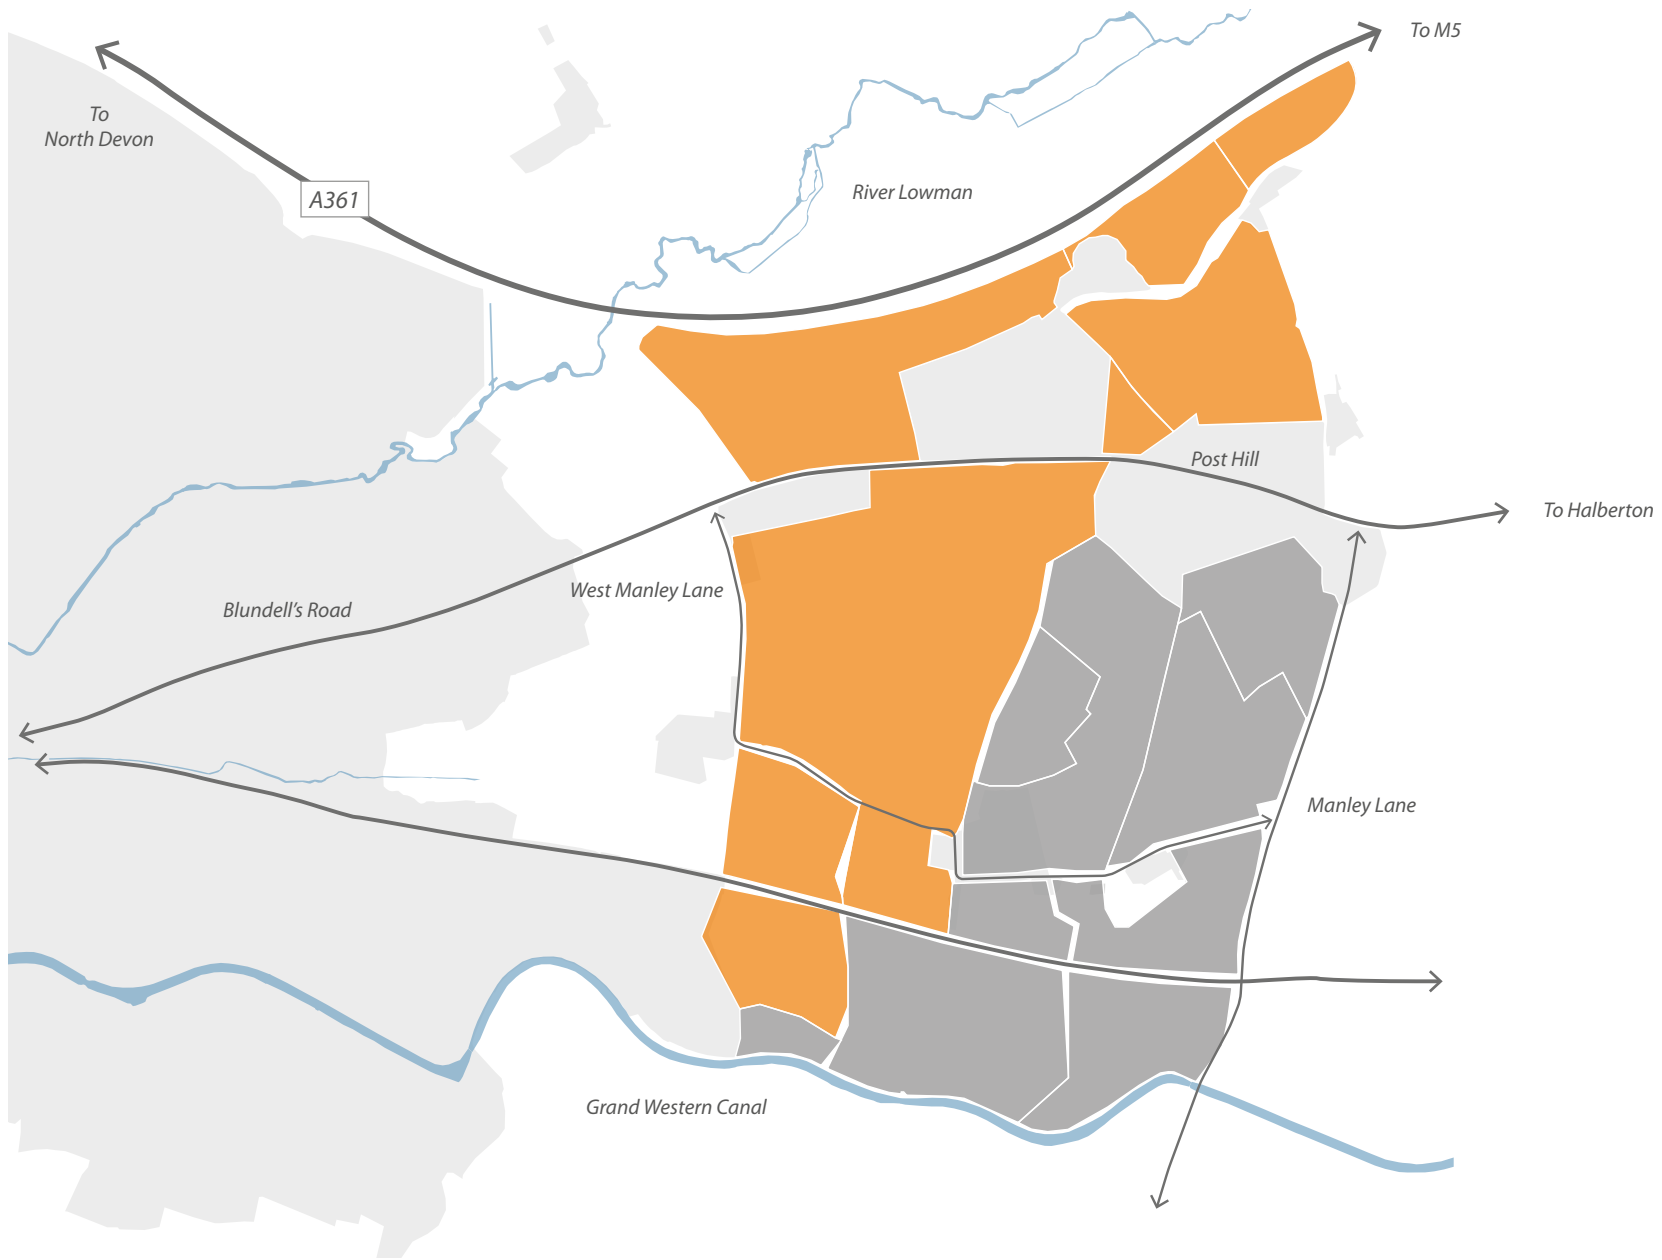 To M5
To
North Devon
A361
River Lowman
Post Hill
To Halberton
West Manley Lane
Blundell's Road
Manley Lane
Grand Western Canal